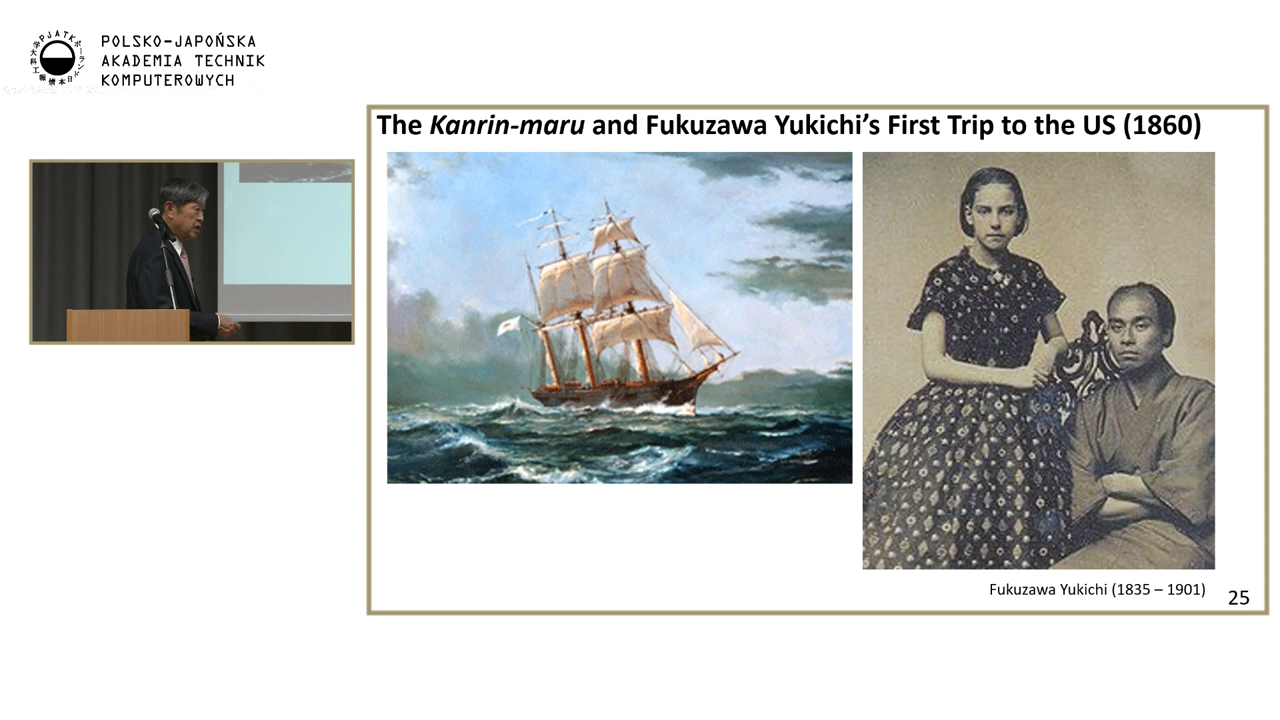 POLSKO-JAPOŃSKA
AKADEMIA TECHNIK
KOMPUTEROWYCH
The Kanrin-maru and Fukuzawa Yukichi’s First Trip to the US (1860)
Fukuzawa Yukichi (1835 – 1901)
25